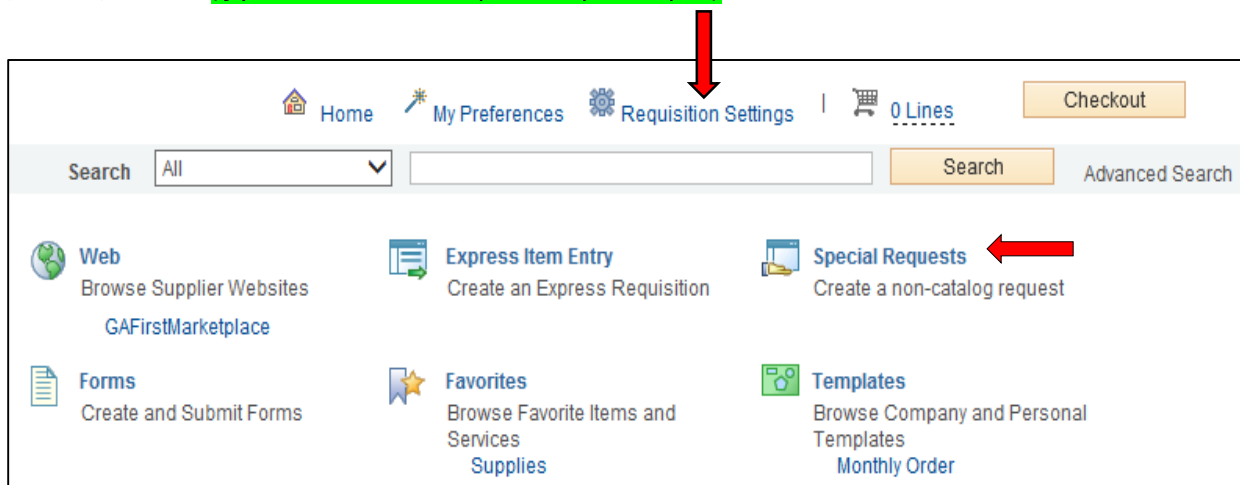 Home My Preferences Requisition Settings | 0 Lines Checkout
Search All Search Advanced Search
Web Express Item Entry Special Requests
Browse Supplier Websites Create an Express Requisition Create a non-catalog request
GAFirstMarketplace
Forms Favorites Templates
Create and Submit Forms Browse Favorite Items and Browse Company and Personal
Services Templates
Supplies Monthly Order